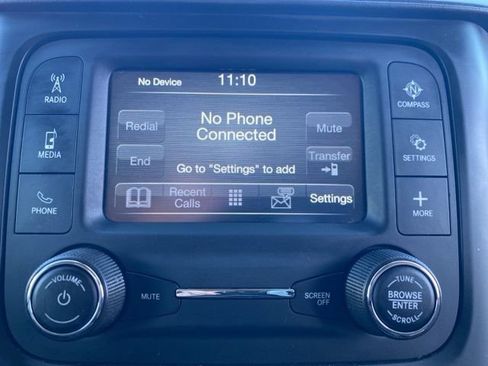 No Device 11:10
No Phone
Connected
Redial
Mute
End
Go to "Settings" to add
Transfer
Recent
Calls
Settings
RADIO
MEDIA
PHONE
N
COMPASS
SETTINGS
MORE
VOLUME
MUTE
SCREEN
OFF
TUNE
BROWSE
ENTER
SCROLL